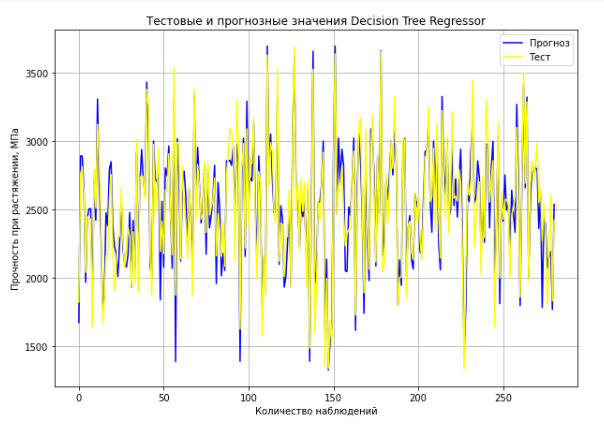 Тестовые и прогнозные значения Decision Tree Regressor
Прогноз
Тест
Прочность при растяжении, МПа
3500
3000
2500
2000
1500
0 50 100 150 200 250
Количество наблюдений